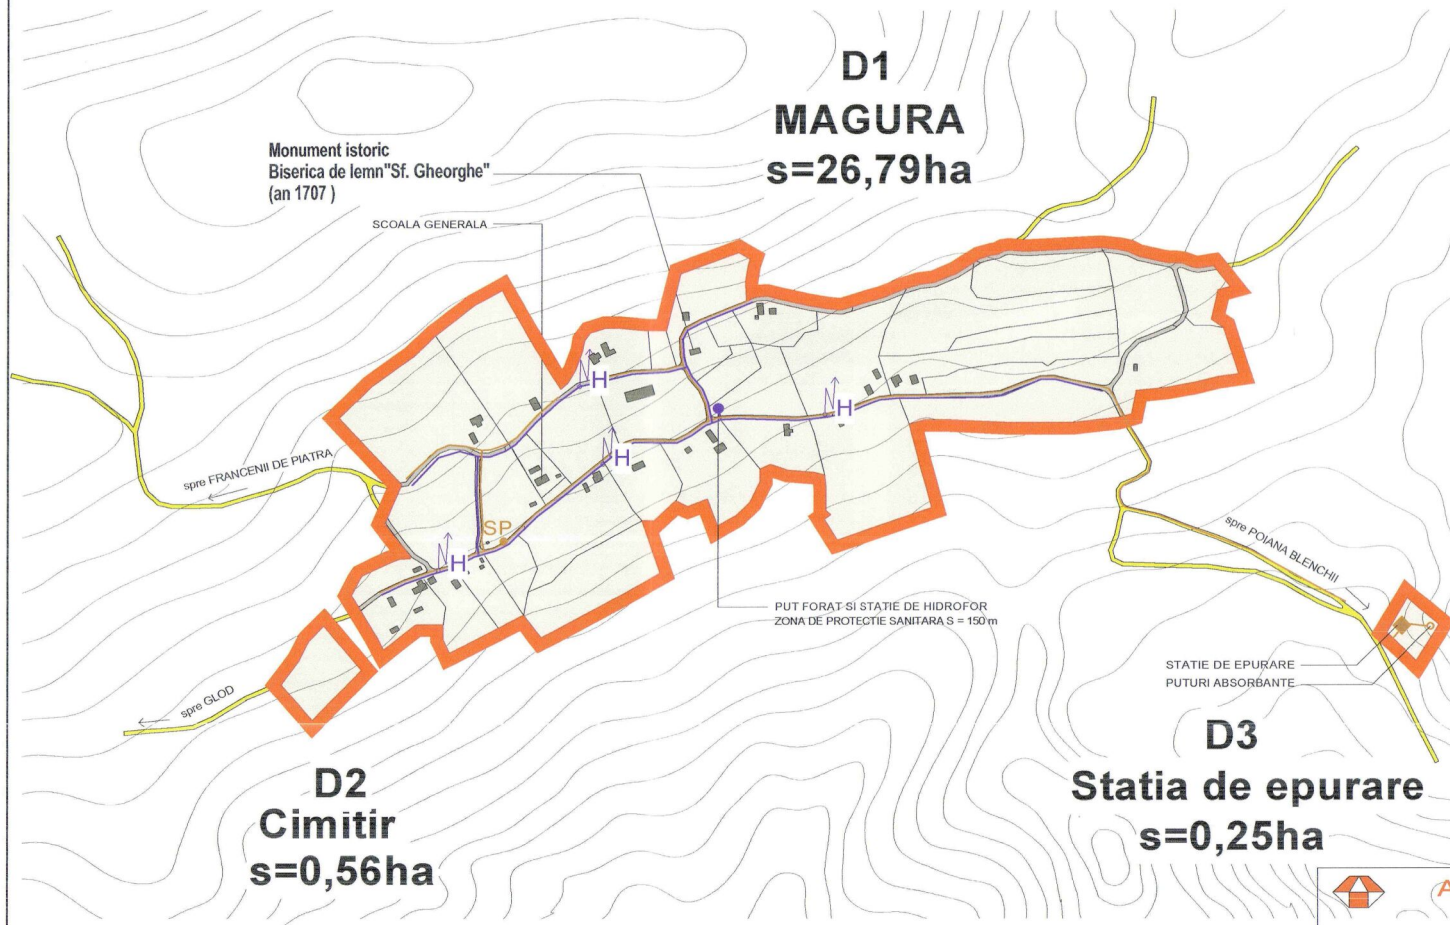 D1
MAGURA
s=26,79ha
Monument istoric
Biserica de lemn"Sf. Gheorghe"
(an 1707 )
SCOALA GENERALA
H
H
H
spre FRANCENII DE PIATRA
SP
H
spre POIANA BLENCHII
PUT FORAT SI STATIE DE HIDROFOR
ZONA DE PROTECTIE SANITARA S = 150 m
STATIE DE EPURARE
PUTURI ABSORBANTE
spre GLOD
D3
Statia de epurare
s=0,25ha
D2
Cimitir
s=0,56ha
A